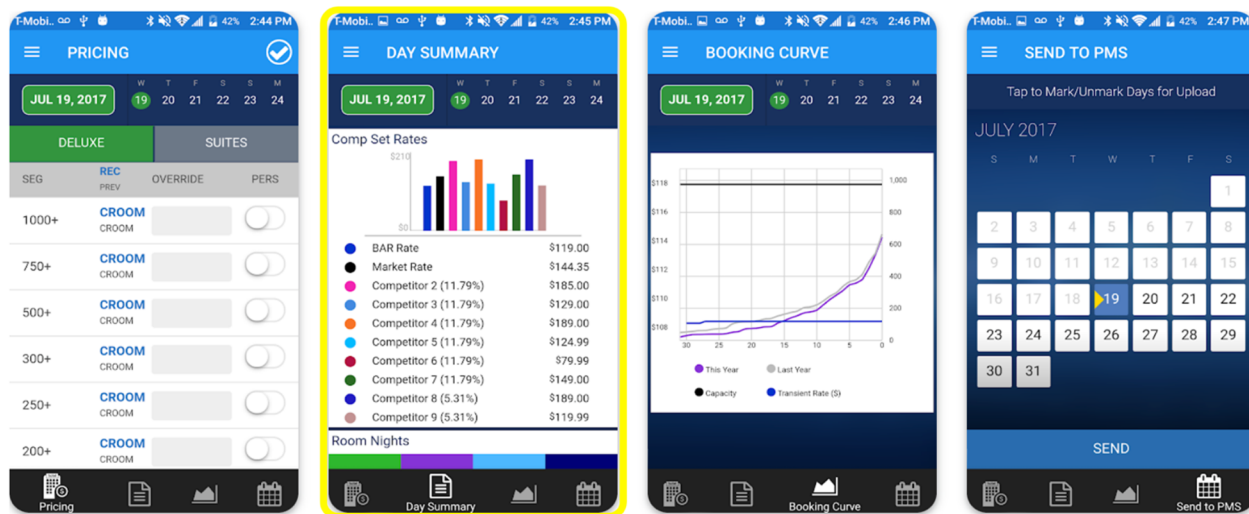 T-Mobi.. 42% 2:44 PM
PRICING
W T F S S M
JUL 19, 2017 19 20 21 22 23 24
DELUXE SUITES
SEG REC PREV OVERRIDE PERS
1000+ CROOM
CROOM
750+ CROOM
CROOM
500+ CROOM
CROOM
300+ CROOM
CROOM
250+ CROOM
CROOM
200+ CROOM
CROOM
Pricing
T-Mobi.. 42% 2:45 PM
DAY SUMMARY
W T F S S M
JUL 19, 2017 19 20 21 22 23 24
Comp Set Rates
$210
$0
BAR Rate $119.00
Market Rate $144.35
Competitor 2 (11.79%) $185.00
Competitor 3 (11.79%) $129.00
Competitor 4 (11.79%) $189.00
Competitor 5 (11.79%) $124.99
Competitor 6 (11.79%) $79.99
Competitor 7 (11.79%) $149.00
Competitor 8 (5.31%) $189.00
Competitor 9 (5.31%) $119.99
Room Nights
Day Summary
T-Mobi.. 42% 2:46 PM
BOOKING CURVE
W T F S S M
JUL 19, 2017 19 20 21 22 23 24
$118 1,000
$116 800
$114 600
$112 400
$110 200
$108 0
30 25 20 15 10 5 0
This Year Last Year
Capacity Transient Rate ($)
Booking Curve
T-Mobi.. 42% 2:47 PM
SEND TO PMS
Tap to Mark/Unmark Days for Upload
JULY 2017
S M T W T F S
1
2 3 4 5 6 7 8
9 10 11 12 13 14 15
16 17 18 19 20 21 22
23 24 25 26 27 28 29
30 31
SEND
Send to PMS